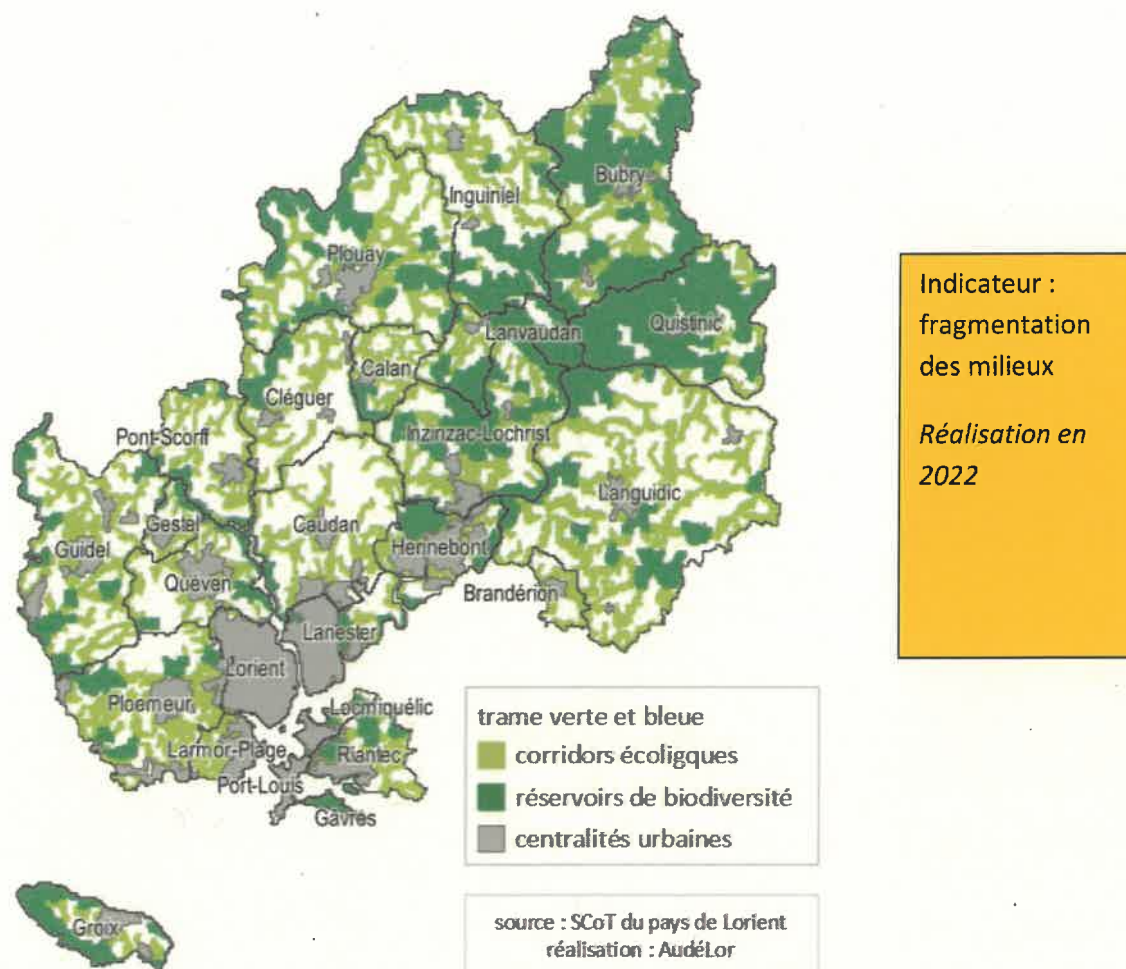 Bubry
Inguiniel
Plouay
Lanvaudan
Quistinic
Calan
Cléguer
Inzinzac-Lochrist
Pont-Scorff
Languidic
Gestel
Caudan
Guidel
Hennebont
Quéven
Brandérion
Lanester
Lorient
Ploemeur
Locmiquélic
Larmor-Plage
Riantec
Port-Louis
Gâvres
Groix
Indicateur :
fragmentation
des milieux
Réalisation en
2022
trame verte et bleue
corridors écoligques
réservoirs de biodiversité
centralités urbaines
source : SCoT du pays de Lorient
réalisation : AudéLor